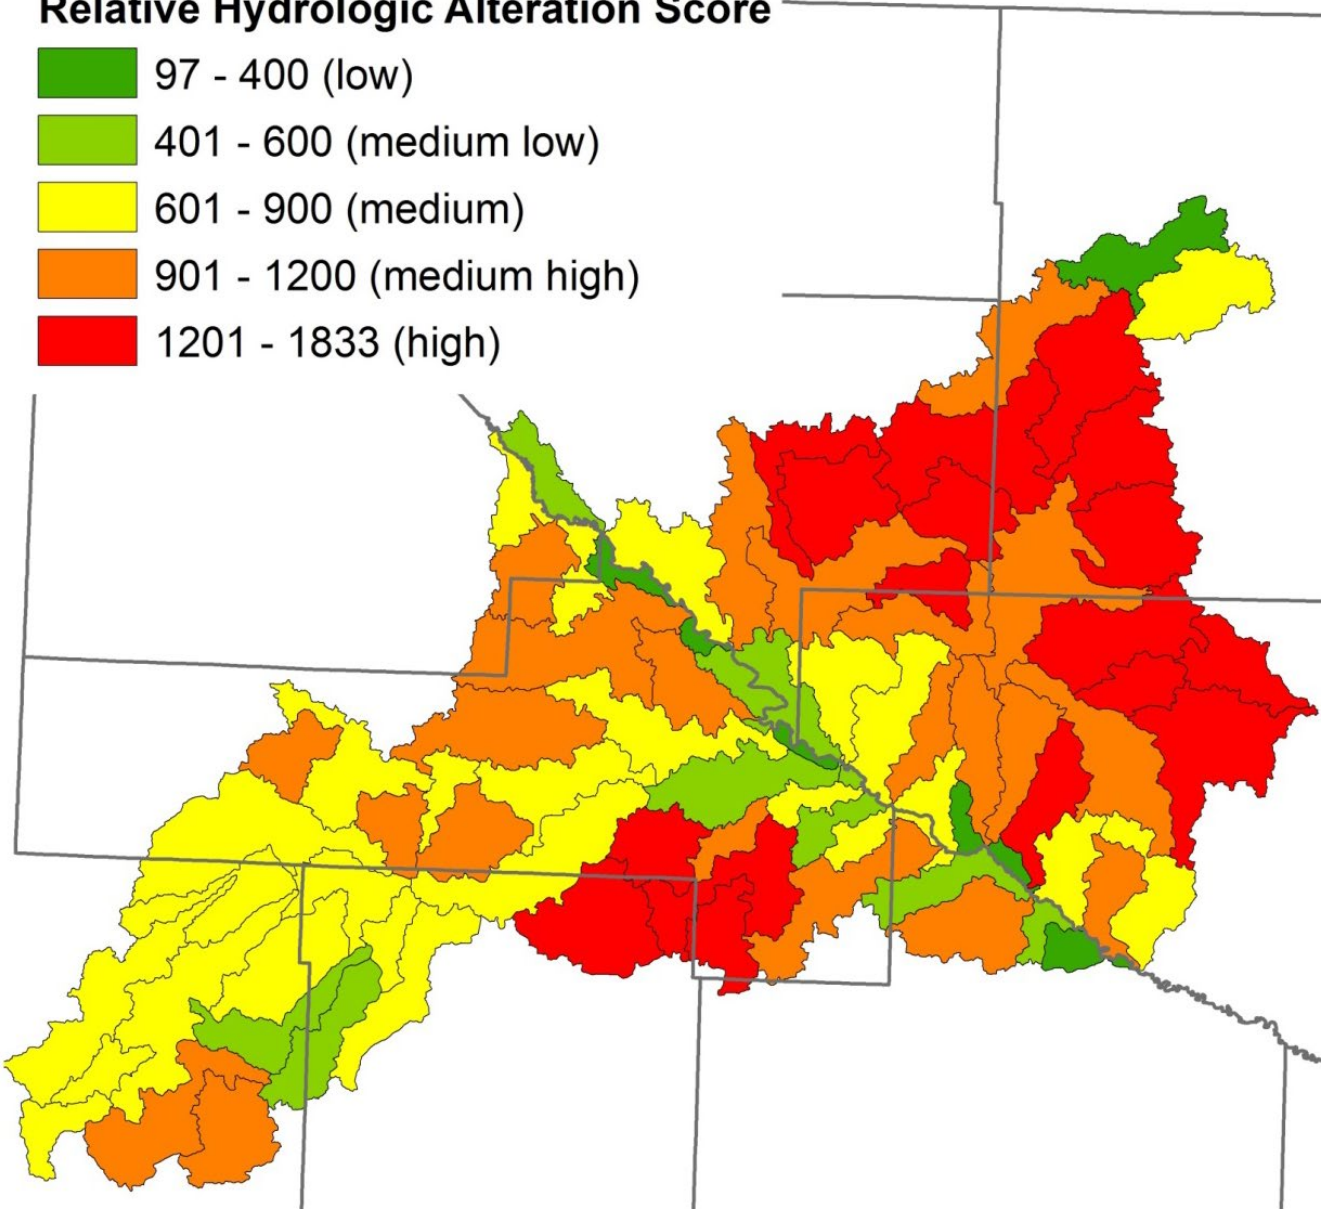 Relative Hydrologic Alteration Score
97 - 400 (low)
401 - 600 (medium low)
601 - 900 (medium)
901 - 1200 (medium high)
1201 - 1833 (high)